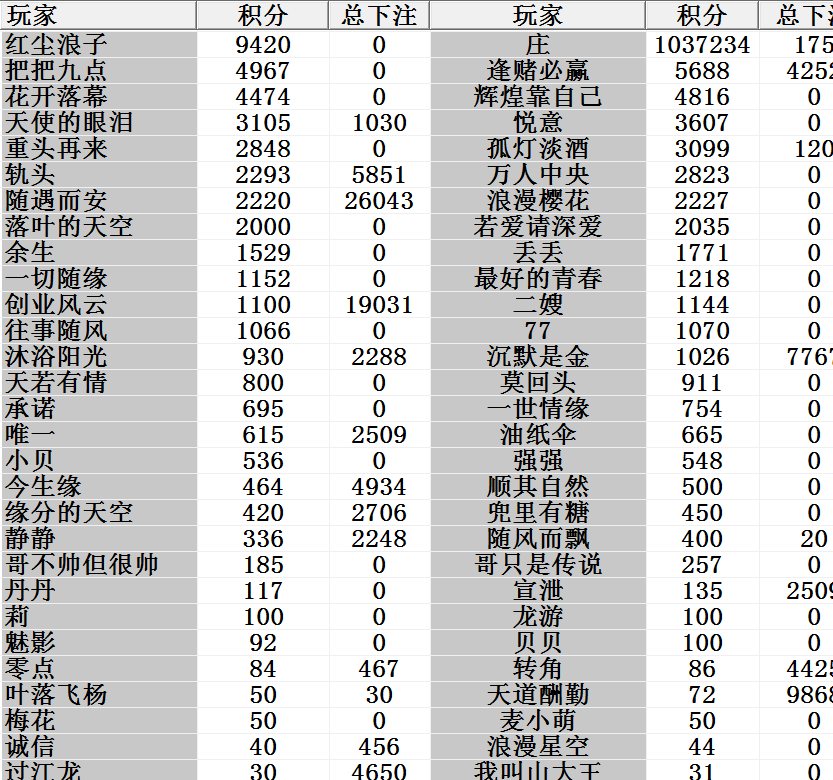 玩家 积分 总下注 玩家 积分 总下
红尘浪子 9420 0 庄 1037234 175
把把九点 4967 0 逢赌必赢 5688 4252
花开落幕 4474 0 辉煌靠自己 4816 0
天使的眼泪 3105 1030 悦意 3607 0
重头再来 2848 0 孤灯淡酒 3099 120
轨头 2293 5851 万人中央 2823 0
随遇而安 2220 26043 浪漫樱花 2227 0
落叶的天空 2000 0 若爱请深爱 2035 0
余生 1529 0 丢丢 1771 0
一切随缘 1152 0 最好的青春 1218 0
创业风云 1100 19031 二嫂 1144 0
往事随风 1066 0 77 1070 0
沐浴阳光 930 2288 沉默是金 1026 7767
天若有情 800 0 莫回头 911 0
承诺 695 0 一世情缘 754 0
唯一 615 2509 油纸伞 665 0
小贝 536 0 强强 548 0
今生缘 464 4934 顺其自然 500 0
缘分的天空 420 2706 兜里有糖 450 0
静静 336 2248 随风而飘 400 20
哥不帅但很帅 185 0 哥只是传说 257 0
丹丹 117 0 宣泄 135 2509
莉 100 0 龙游 100 0
魅影 92 0 贝贝 100 0
零点 84 467 转角 86 4425
叶落飞杨 50 30 天道酬勤 72 9868
梅花 50 0 麦小萌 50 0
诚信 40 456 浪漫星空 44 0
过江龙 30 4650 我叫山大王 31 0